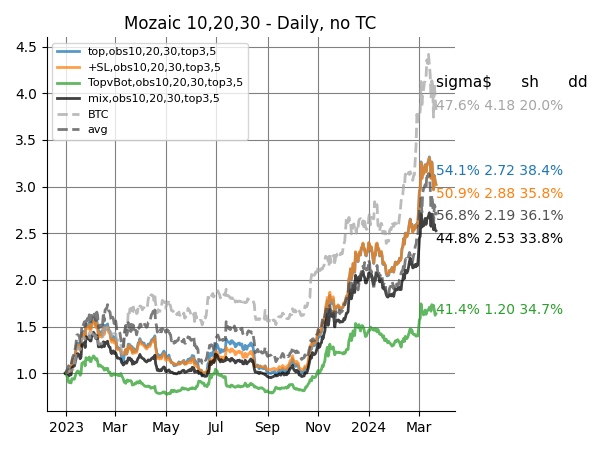 Mozaic 10,20,30 - Daily, no TC
4.5
4.0
3.5
3.0
2.5
2.0
1.5
1.0
top,obs10,20,30,top3,5
+SL,obs10,20,30,top3,5
TopvBot,obs10,20,30,top3,5
mix,obs10,20,30,top3,5
BTC
avg
sigma$ sh dd
47.6% 4.18 20.0%
54.1% 2.72 38.4%
50.9% 2.88 35.8%
56.8% 2.19 36.1%
44.8% 2.53 33.8%
41.4% 1.20 34.7%
2023 Mar May Jul Sep Nov 2024 Mar